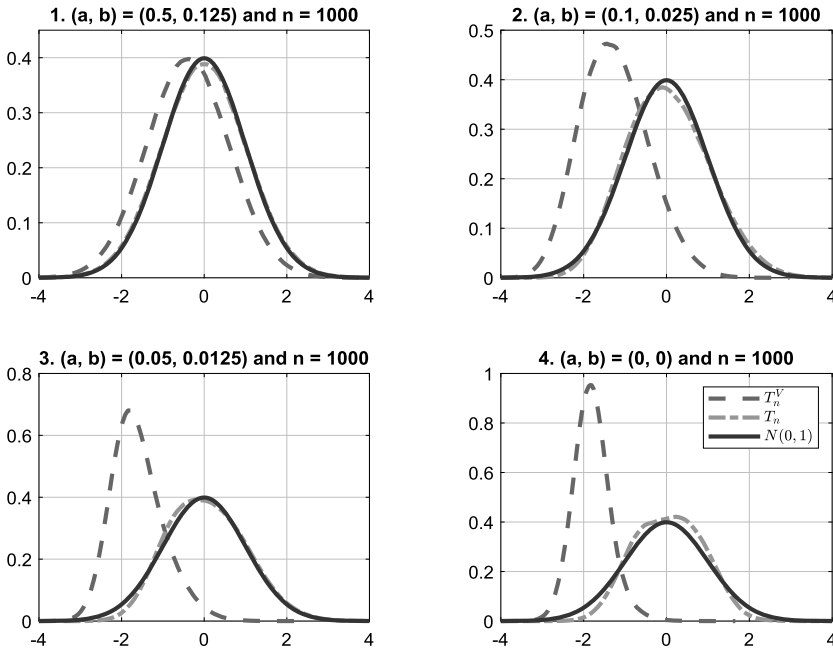 1. (a, b) = (0.5, 0.125) and n = 1000
0.4
0.3
0.2
0.1
0
-4 -2 0 2 4
2. (a, b) = (0.1, 0.025) and n = 1000
0.5
0.4
0.3
0.2
0.1
0
-4 -2 0 2 4
3. (a, b) = (0.05, 0.0125) and n = 1000
0.8
0.6
0.4
0.2
0
-4 -2 0 2 4
4. (a, b) = (0, 0) and n = 1000
1
0.8
0.6
0.4
0.2
0
-4 -2 0 2 4
T_n^V
T_n
N(0, 1)